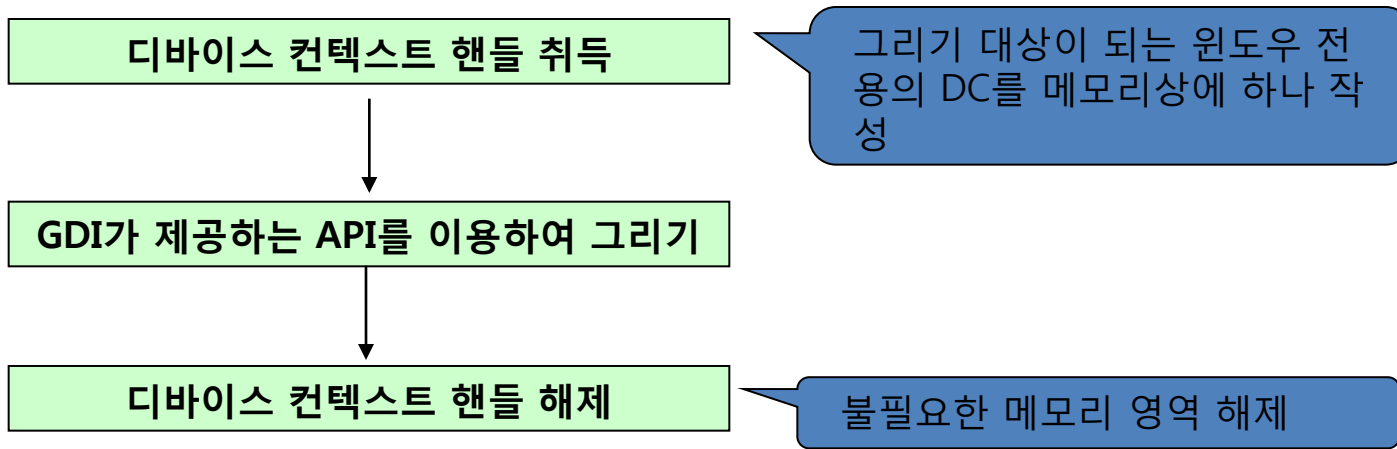 디바이스 컨텍스트 핸들 취득
그리기 대상이 되는 윈도우 전
용의 DC를 메모리상에 하나 작
성
GDI가 제공하는 API를 이용하여 그리기
디바이스 컨텍스트 핸들 해제
불필요한 메모리 영역 해제